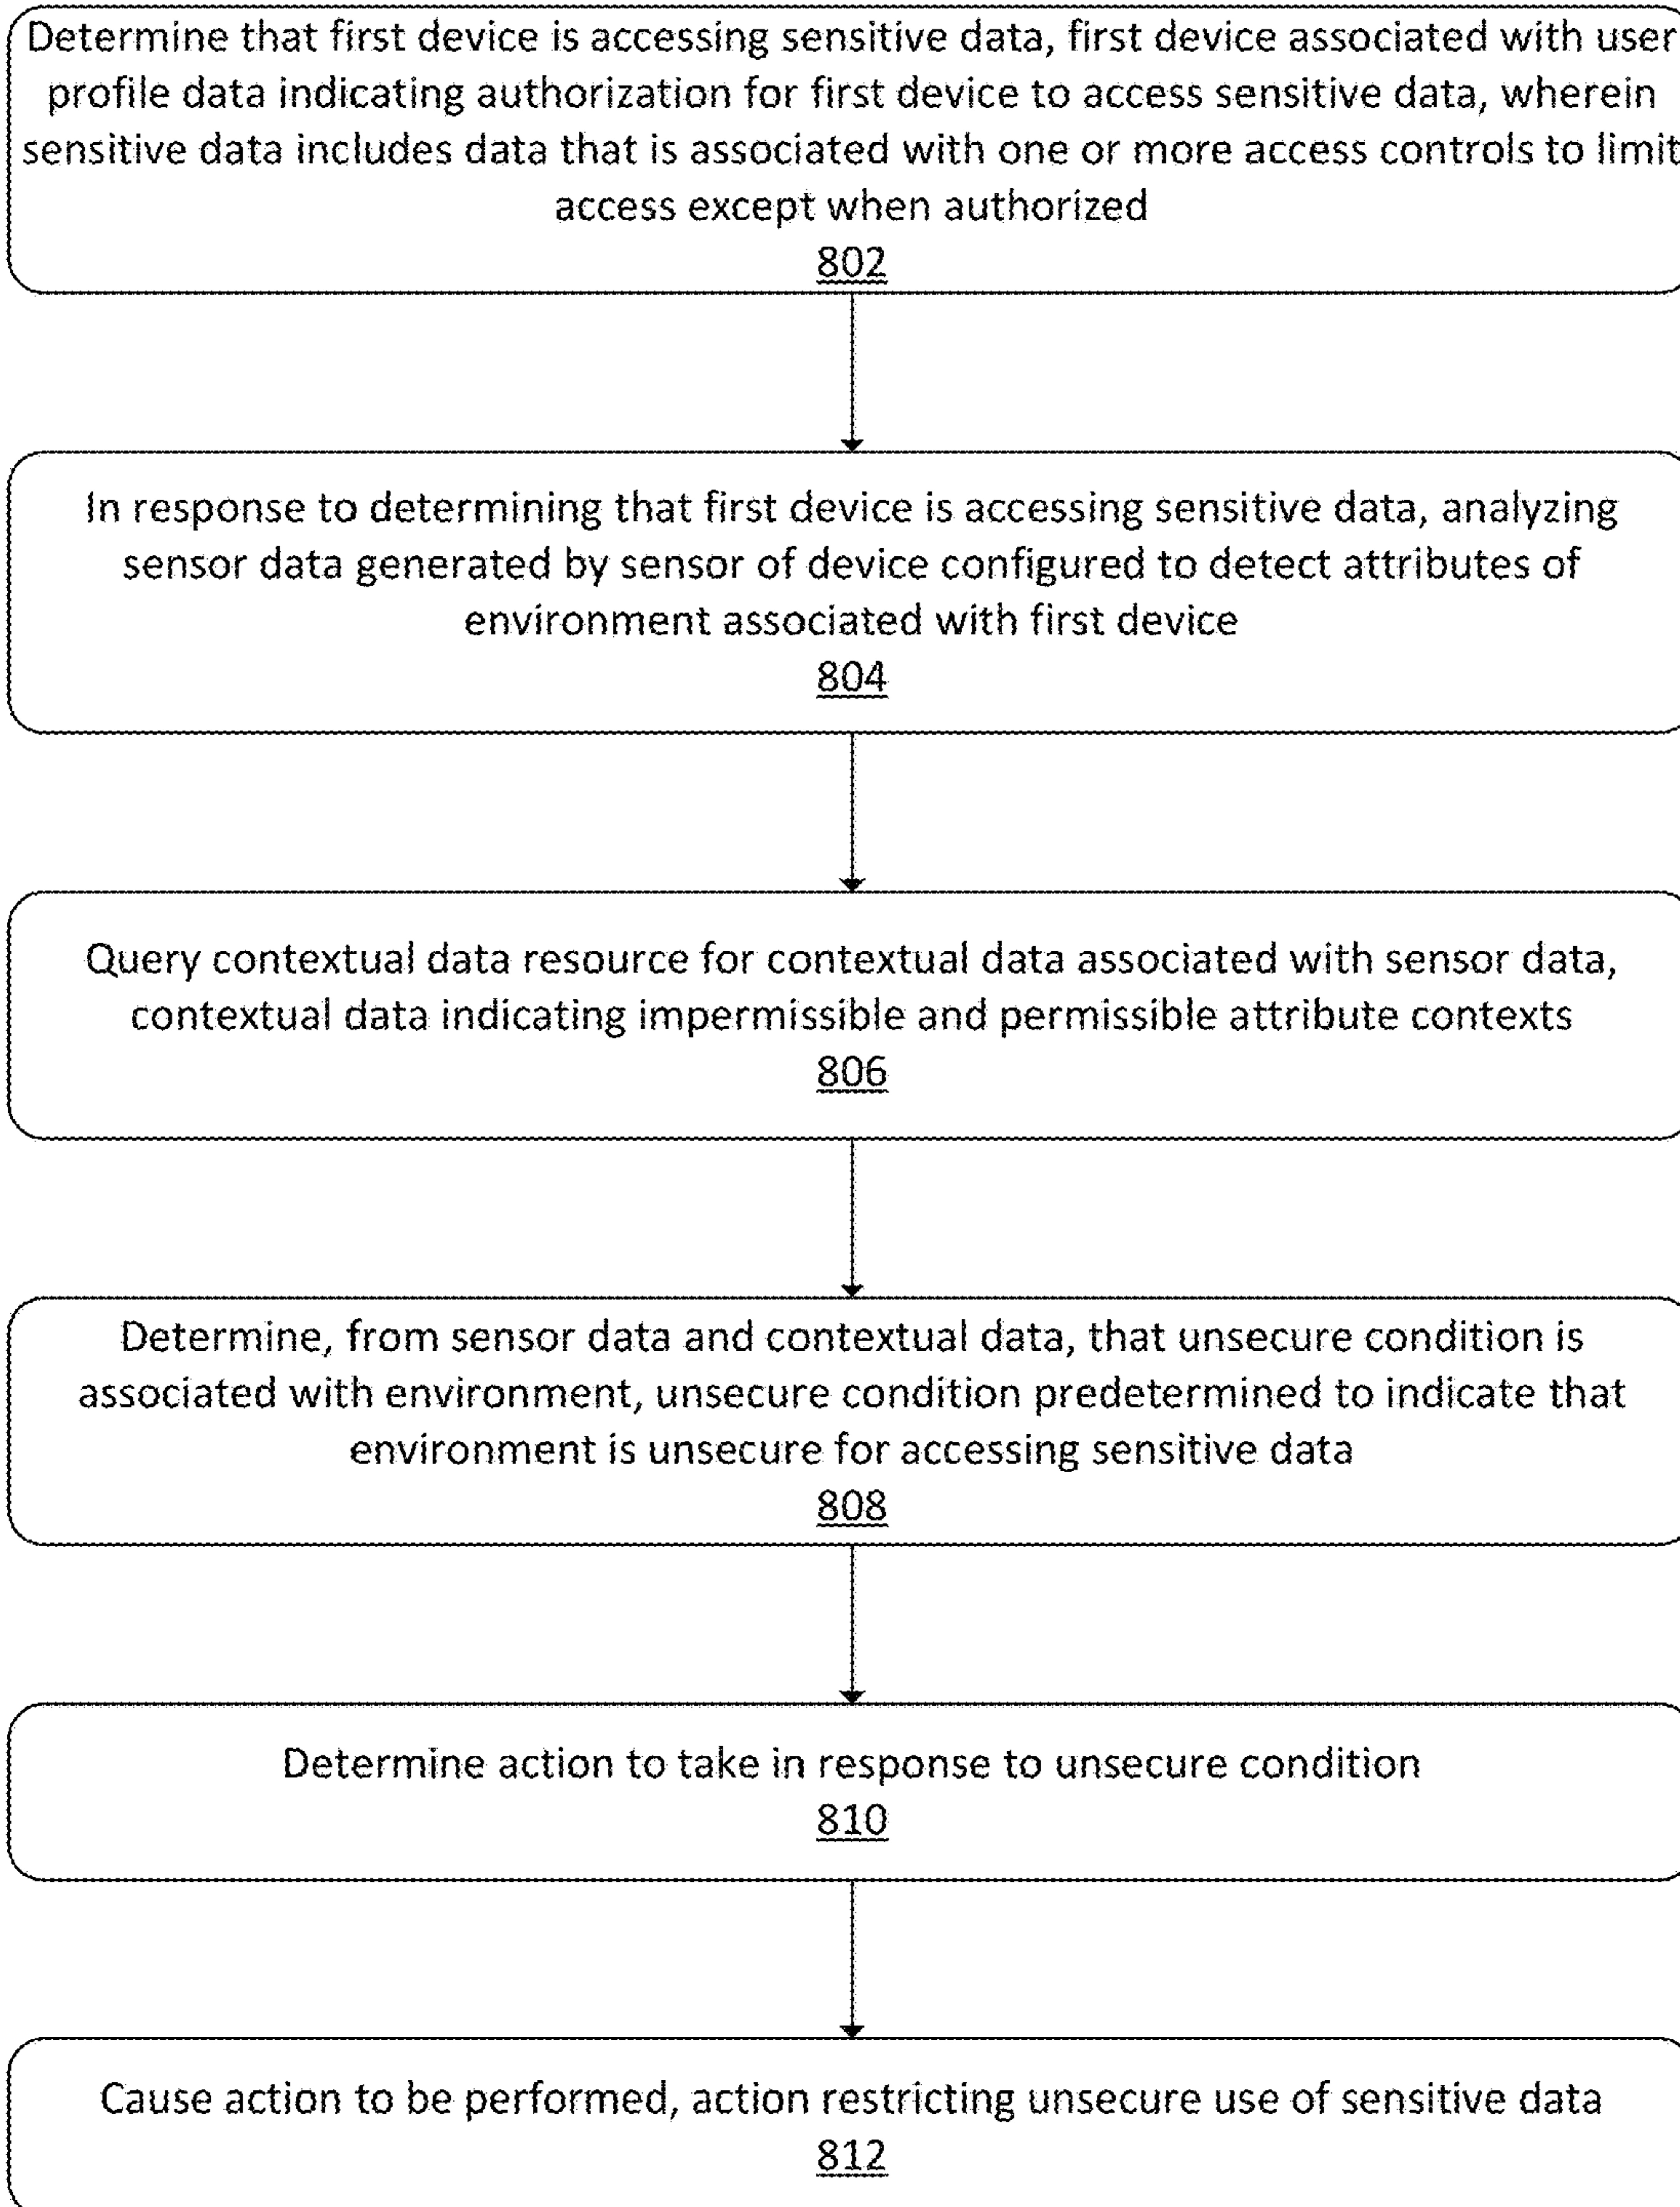 Determine that first device is accessing sensitive data, first device associated with user
profile data indicating authorization for first device to access sensitive data, wherein
sensitive data includes data that is associated with one or more access controls to limit
access except when authorized
802
In response to determining that first device is accessing sensitive data, analyzing
sensor data generated by sensor of device configured to detect attributes of
environment associated with first device
804
Query contextual data resource for contextual data associated with sensor data,
contextual data indicating impermissible and permissible attribute contexts
806
Determine, from sensor data and contextual data, that unsecure condition is
associated with environment, unsecure condition predetermined to indicate that
environment is unsecure for accessing sensitive data
808
Determine action to take in response to unsecure condition
810
Cause action to be performed, action restricting unsecure use of sensitive data
812